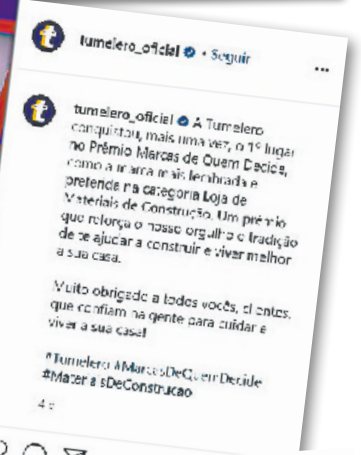 tumelero_oficial • Seguir
tumelero_oficial A Tumelero
conquistou, mais uma vez, o 1º lugar
no Prêmio Marcas de Quem Decide,
como a marca mais lembrada e
preferida na categoria Loja de
Materiais de Construção. Um prêmio
que reforça o nosso orgulho e tradição
de te ajudar a construir e viver melhor
a sua casa.
Muito obrigado a todos vocês, clientes,
que confiam na gente para cuidar e
viver a sua casa!
#Tumelero #MarcasDeQuemDecide
#MateriaisDeConstrucao